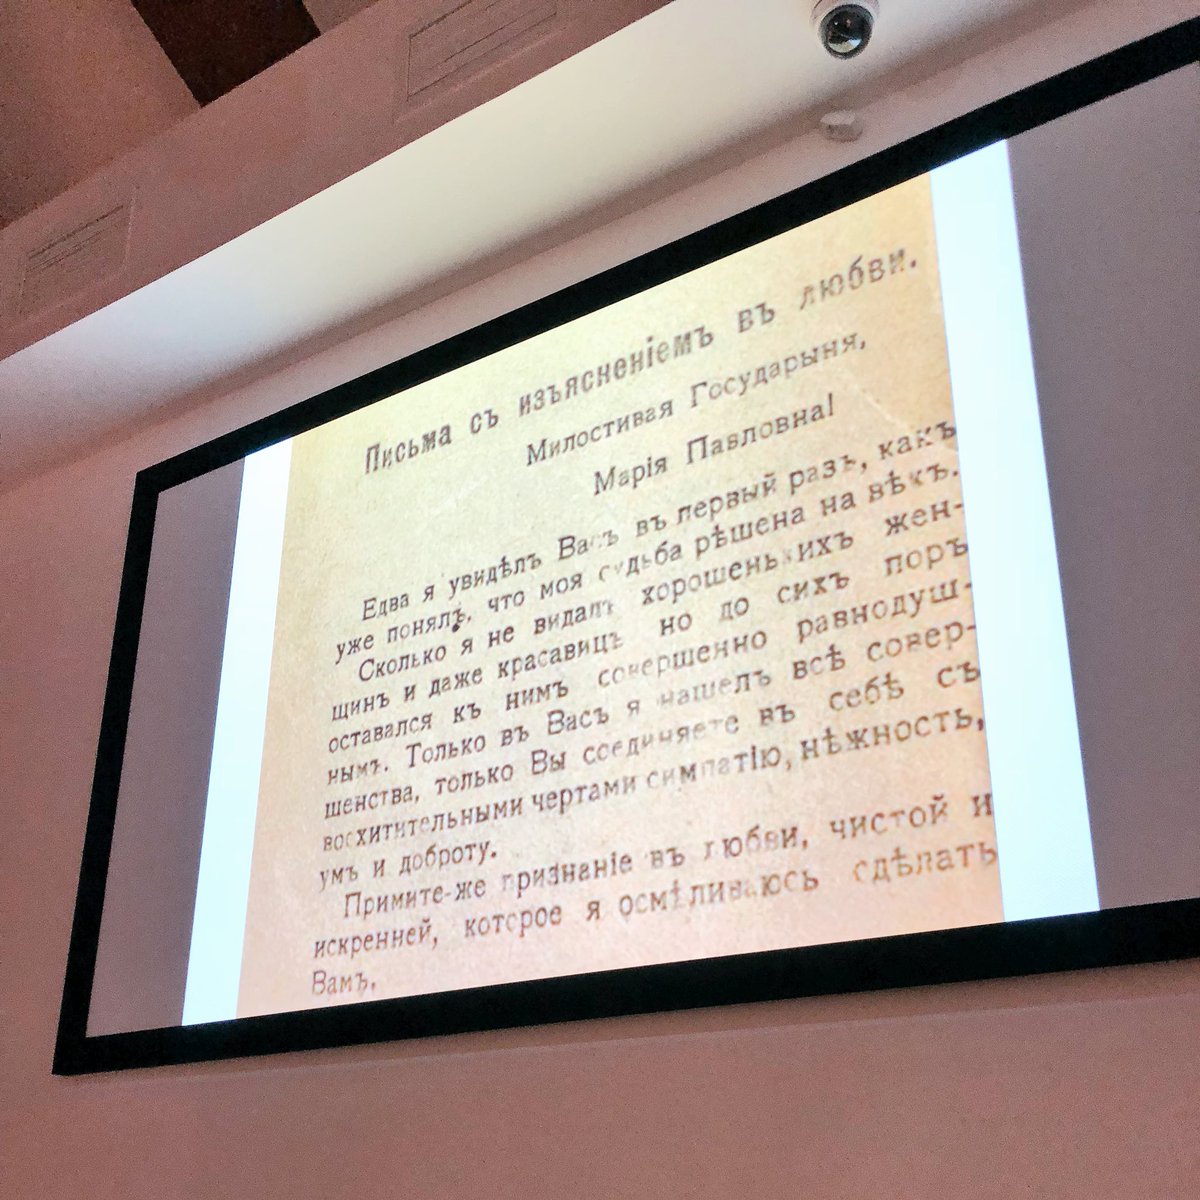 Письма съ изъясненіемъ въ любви.
Милостивая Государыня,
Марія Павловна!
Едва я увидѣлъ Васъ въ первый разъ, какъ
уже понялъ, что моя судьба рѣшена на вѣкъ.
Сколько я не видалъ хорошенькихъ жен-
щинъ и даже красавицъ но до сихъ поръ
оставался къ нимъ совершенно равнодуш-
нымъ. Только въ Васъ я нашелъ всѣ совер-
шенства, только Вы соединяете въ себѣ съ
восхитительными чертами симпатію, нѣжность,
умъ и доброту.
Примите-же признаніе въ любви, чистой и
искренней, которое я осмѣливаюсь сдѣлать
Вамъ.